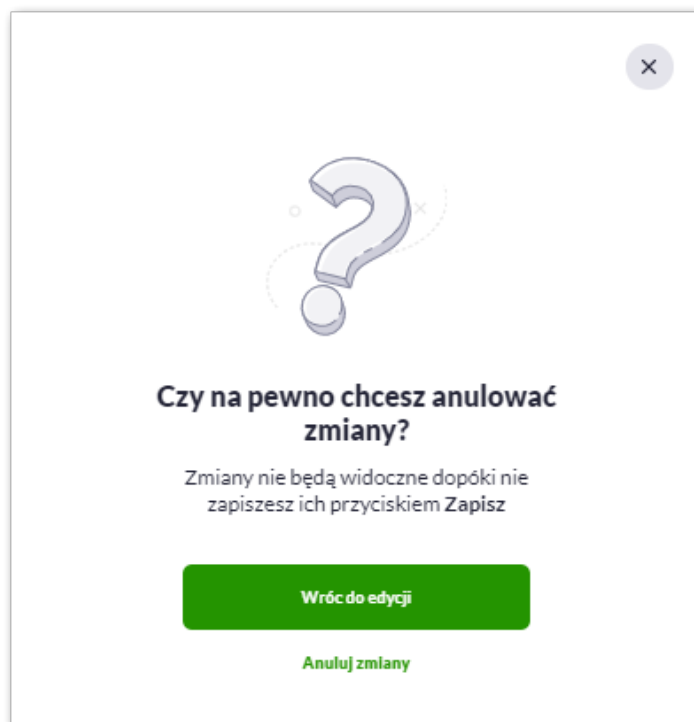 Czy na pewno chcesz anulować
zmiany?
Zmiany nie będą widoczne dopóki nie
zapiszesz ich przyciskiem Zapisz
Wróc do edycji
Anuluj zmiany